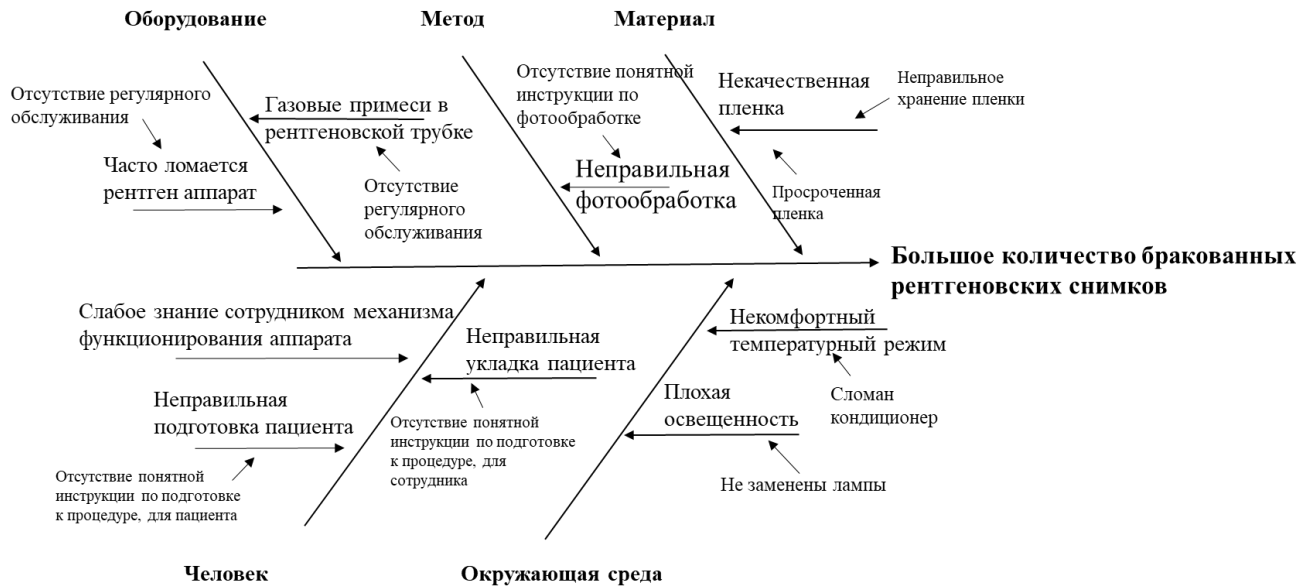 Оборудование
Метод
Материал
Отсутствие регулярного
обслуживания
Газовые примеси в
рентгеновской трубке
Часто ломается
рентген аппарат
Отсутствие
регулярного
обслуживания
Отсутствие понятной
инструкции по
фотообработке
Неправильная
фотообработка
Некачественная
пленка
Неправильное
хранение пленки
Просроченная
пленка
Большое количество бракованных
рентгеновских снимков
Слабое знание сотрудником механизма
функционирования аппарата
Неправильная
укладка пациента
Неправильная
подготовка пациента
Отсутствие понятной
инструкции по подготовке
к процедуре, для
сотрудника
Отсутствие понятной
инструкции по подготовке
к процедуре, для пациента
Некомфортный
температурный режим
Плохая
освещенность
Сломан
кондиционер
Не заменены лампы
Человек
Окружающая среда